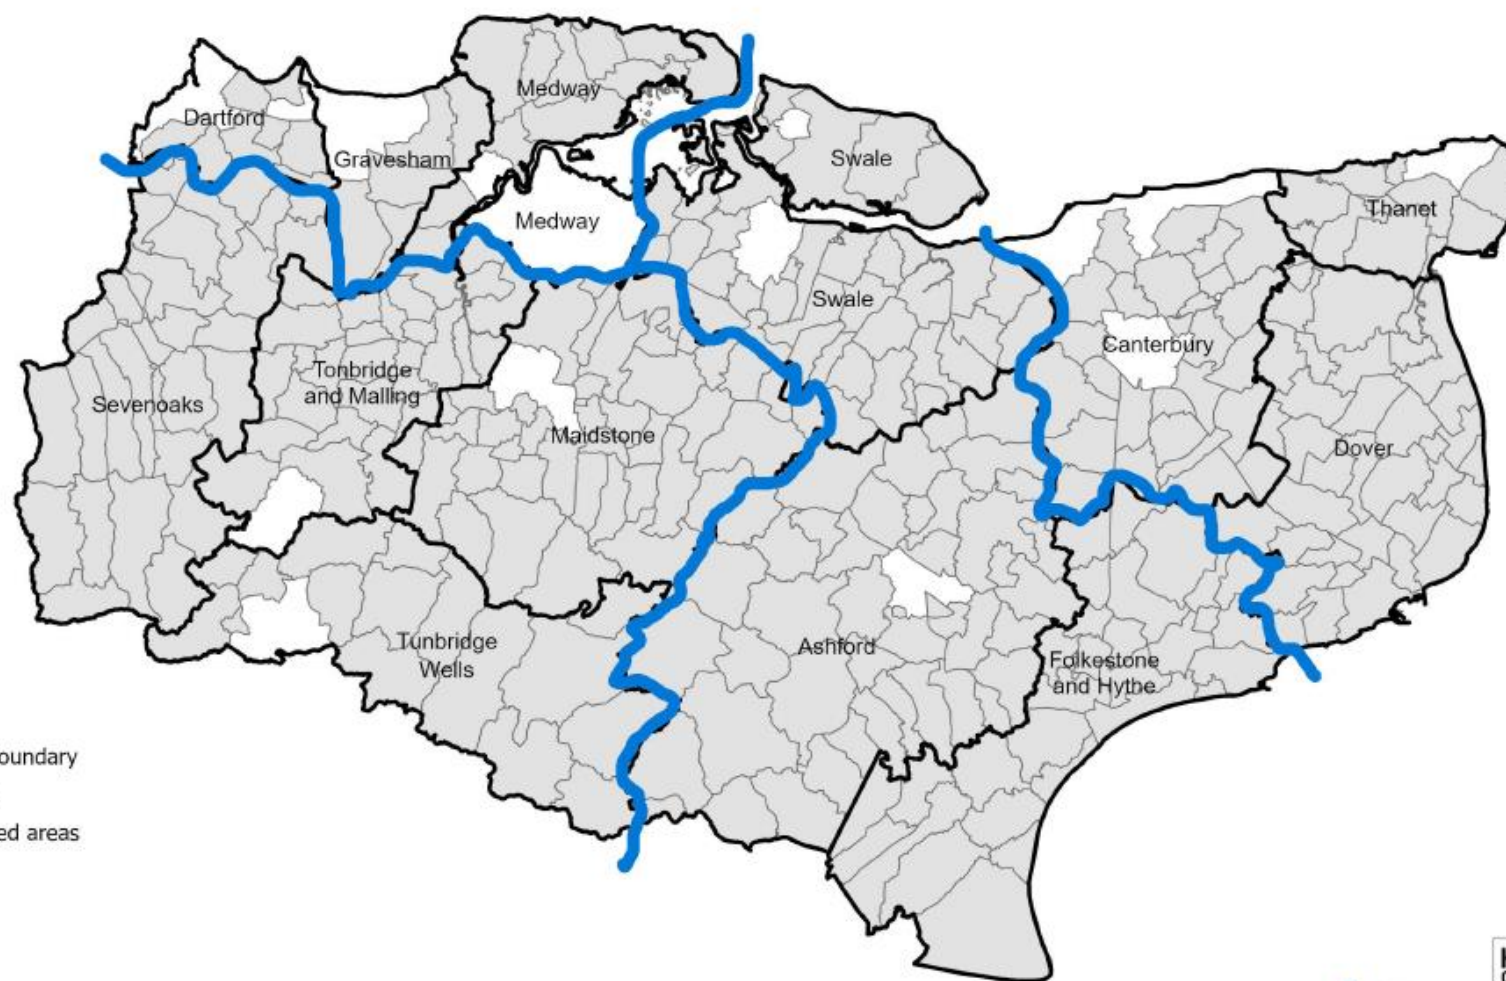 Medway
Dartford
Gravesham
Swale
Thanet
Medway
Swale
Canterbury
Tonbridge
and Malling
Sevenoaks
Maidstone
Dover
Tunbridge
Wells
Ashford
Folkestone
and Hythe
oundary
ed areas